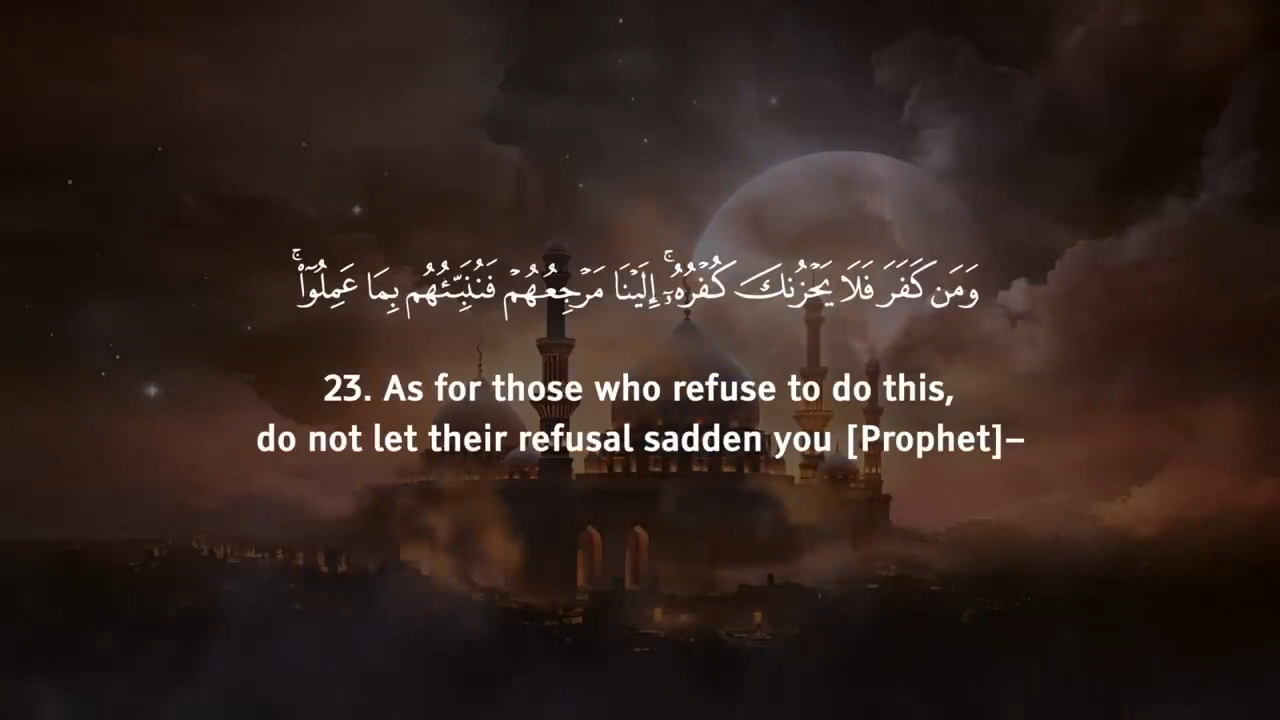 وَمَن كَفَرَ فَلَا يَحْزُنكَ كُفْرُهُۥٓ ۚ إِلَيْنَا مَرْجِعُهُمْ فَنُنَبِّئُهُم بِمَا عَمِلُوٓا۟ ۚ
23. As for those who refuse to do this,
do not let their refusal sadden you [Prophet]–